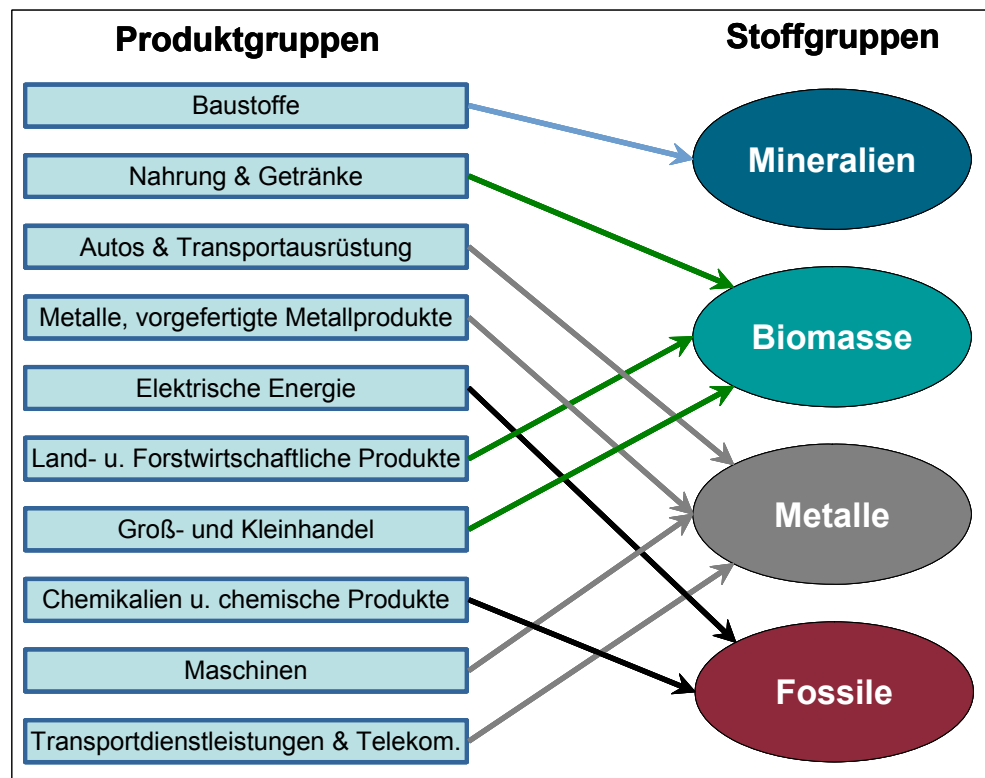 Produktgruppen
Stoffgruppen
Baustoffe
Nahrung & Getränke
Autos & Transportausrüstung
Metalle, vorgefertigte Metallprodukte
Elektrische Energie
Land- u. Forstwirtschaftliche Produkte
Groß- und Kleinhandel
Chemikalien u. chemische Produkte
Maschinen
Transportdienstleistungen & Telekom.
Mineralien
Biomasse
Metalle
Fossile